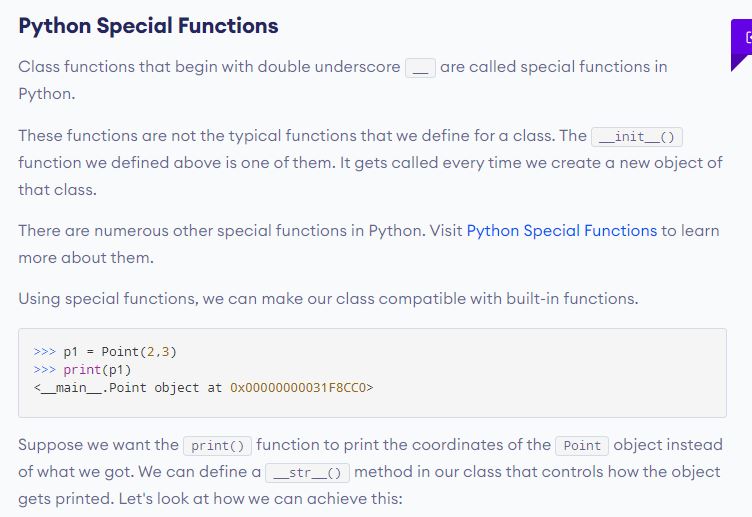 Python Special Functions
Class functions that begin with double underscore __ are called special functions in
Python.
These functions are not the typical functions that we define for a class. The __init__()
function we defined above is one of them. It gets called every time we create a new object of
that class.
There are numerous other special functions in Python. Visit Python Special Functions to learn
more about them.
Using special functions, we can make our class compatible with built-in functions.
>>> p1 = Point(2,3)
>>> print(p1)
<__main__.Point object at 0x00000000031F8CC0>
Suppose we want the print() function to print the coordinates of the Point object instead
of what we got. We can define a __str__() method in our class that controls how the object
gets printed. Let's look at how we can achieve this: